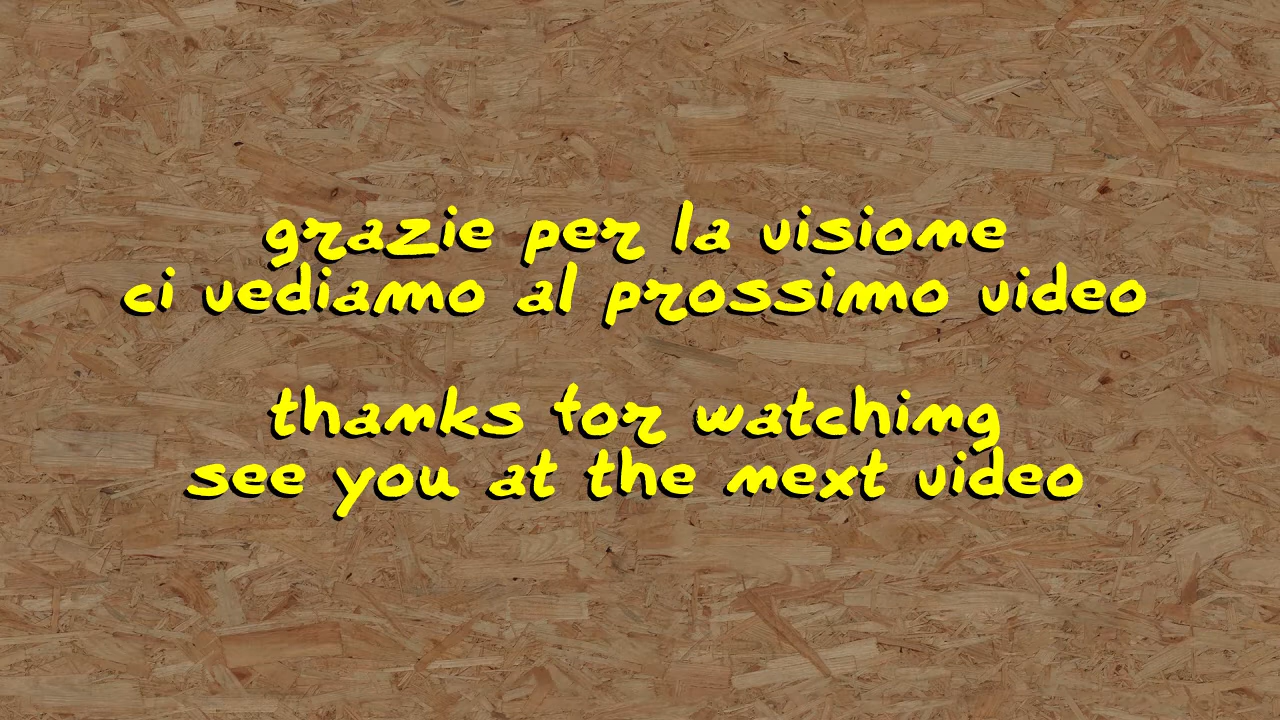 grazie per la visione
ci vediamo al prossimo video
thanks for watching
see you at the next video